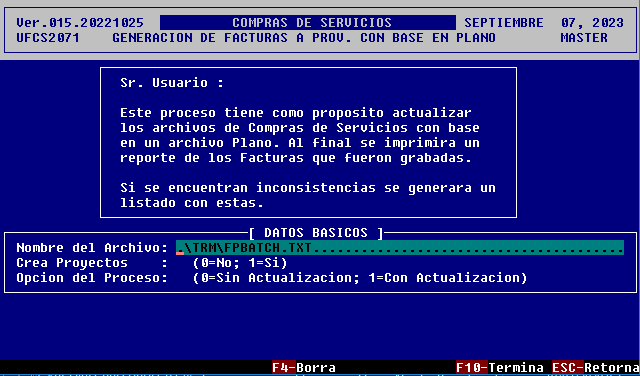 Ver.015.20221025 COMPRAS DE SERVICIOS SEPTIEMBRE 07, 2023
UFCS2071 GENERACION DE FACTURAS A PROV. CON BASE EN PLANO MASTER
Sr. Usuario :
Este proceso tiene como proposito actualizar
los archivos de Compras de Servicios con base
en un archivo Plano. Al final se imprimira un
reporte de los Facturas que fueron grabadas.
Si se encuentran inconsistencias se generara un
listado con estas.
[ DATOS BASICOS ]
Nombre del Archivo: .\TRM\FPBATCH.TXT.......................................
Crea Proyectos : (0=No; 1=Si)
Opcion del Proceso: (0=Sin Actualizacion; 1=Con Actualizacion)
F4-Borra F10-Termina ESC-Retorna